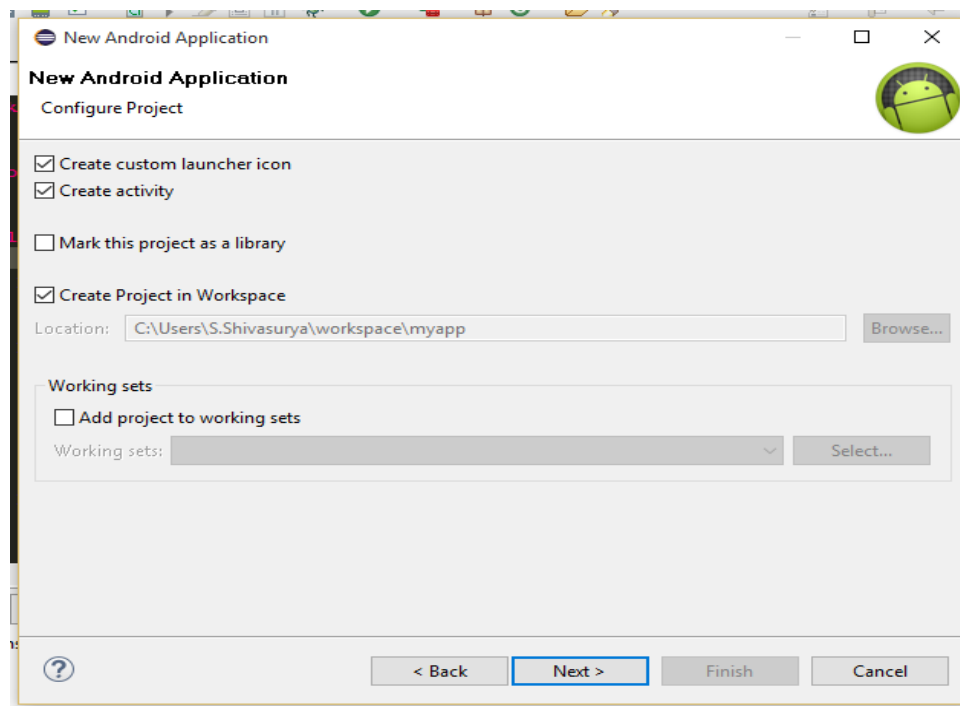 New Android Application
New Android Application
Configure Project
Create custom launcher icon
Create activity
Mark this project as a library
Create Project in Workspace
Location: C:\Users\S.Shivasurya\workspace\myapp Browse...
Working sets
Add project to working sets
Working sets: Select...
? < Back Next > Finish Cancel